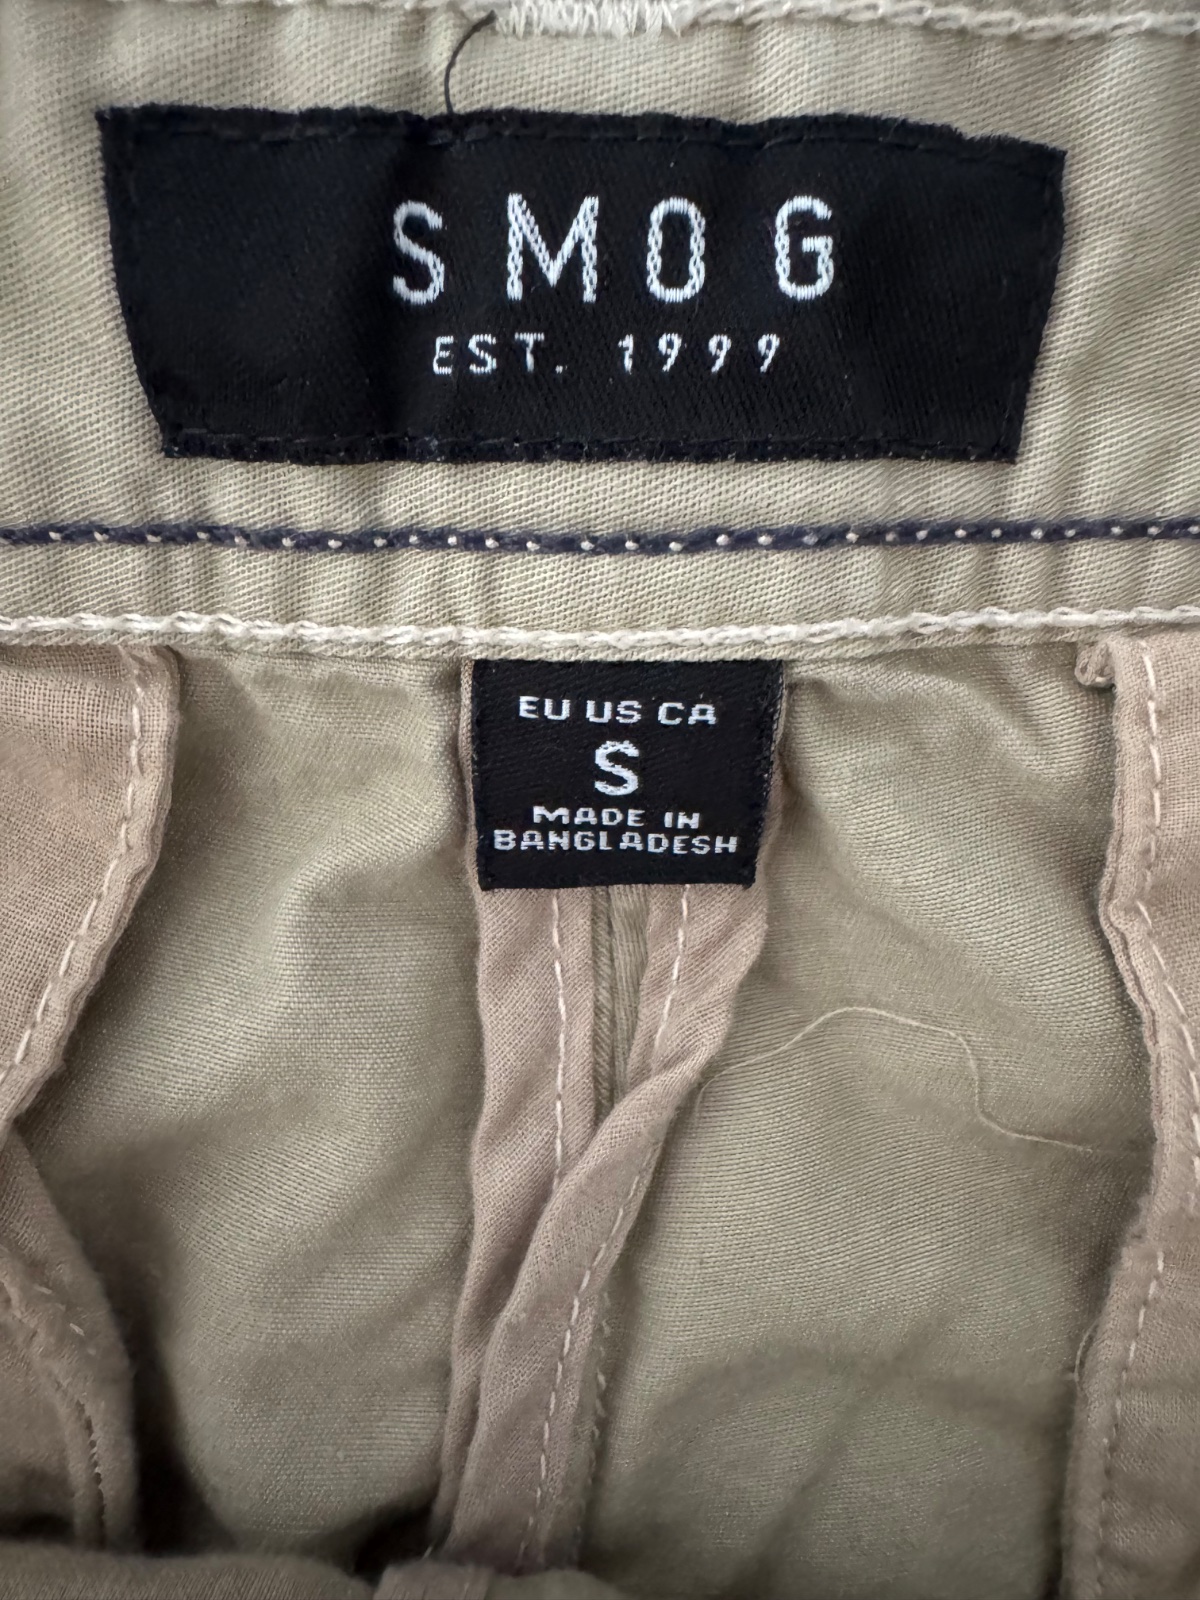 SMOG
EST. 1999
EU US CA
S
MADE IN
BANGLADESH